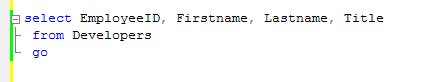 select EmployeeID, Firstname, Lastname, Title
from Developers
go